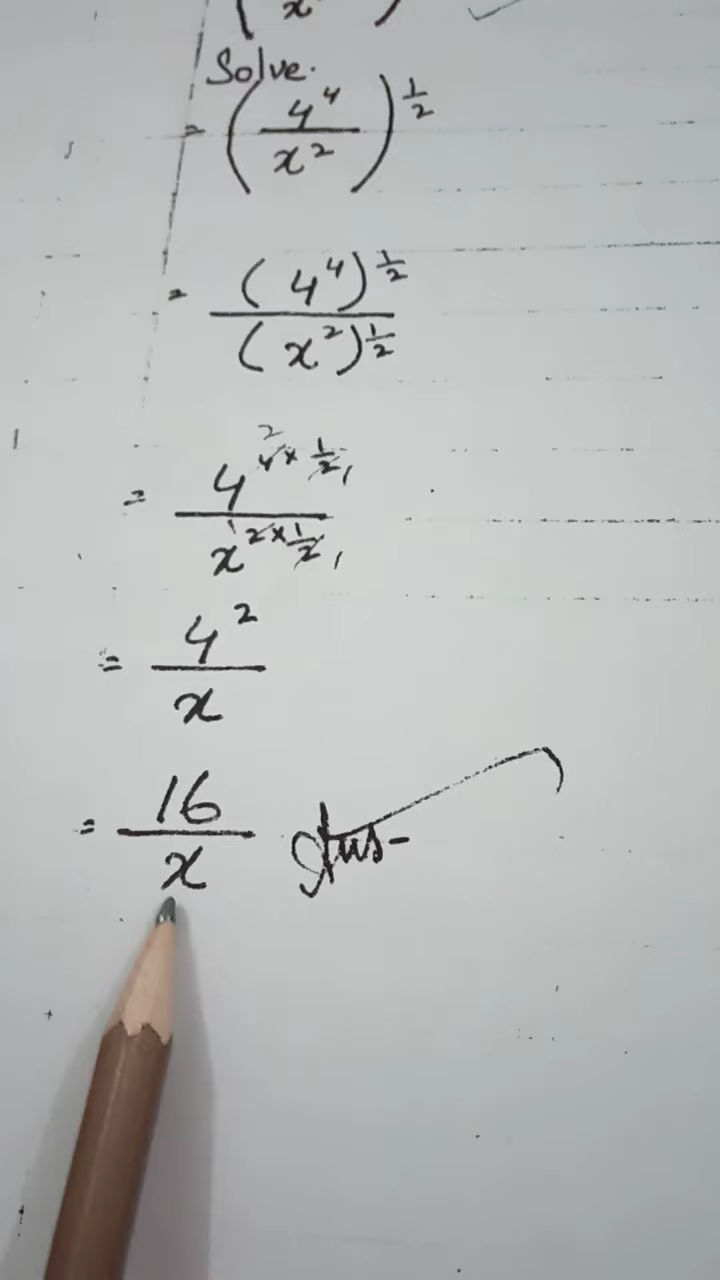 x
Solve.
= (4⁴/x²)^1/2
= (4⁴)^1/2 / (x²)^1/2
= 4^4×1/2 / x^2×1/2
= 4²/x
= 16/x Ans-